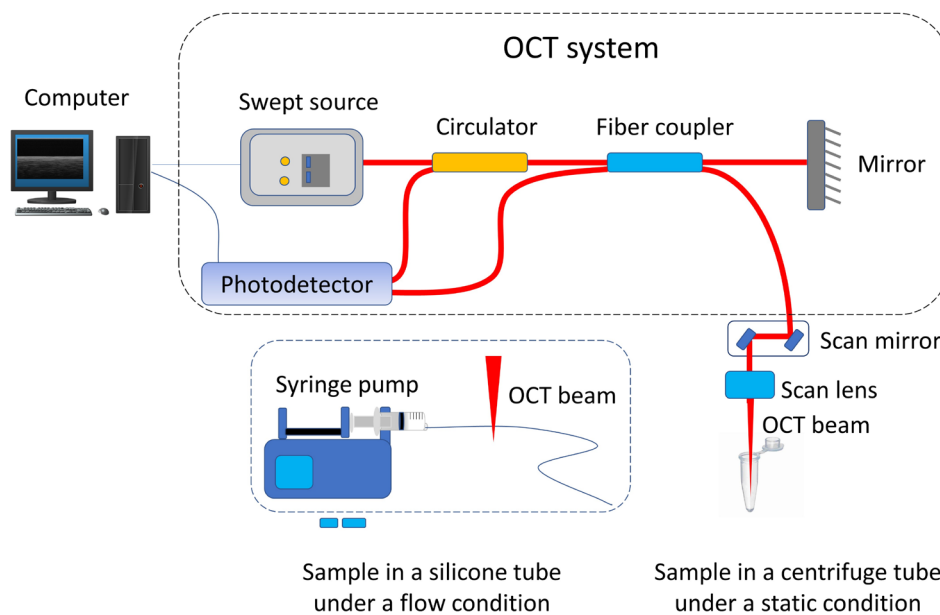 OCT system
Computer
Swept source
Circulator
Fiber coupler
Mirror
Photodetector
Scan mirror
Syringe pump
OCT beam
Scan lens
OCT beam
Sample in a silicone tube
under a flow condition
Sample in a centrifuge tube
under a static condition